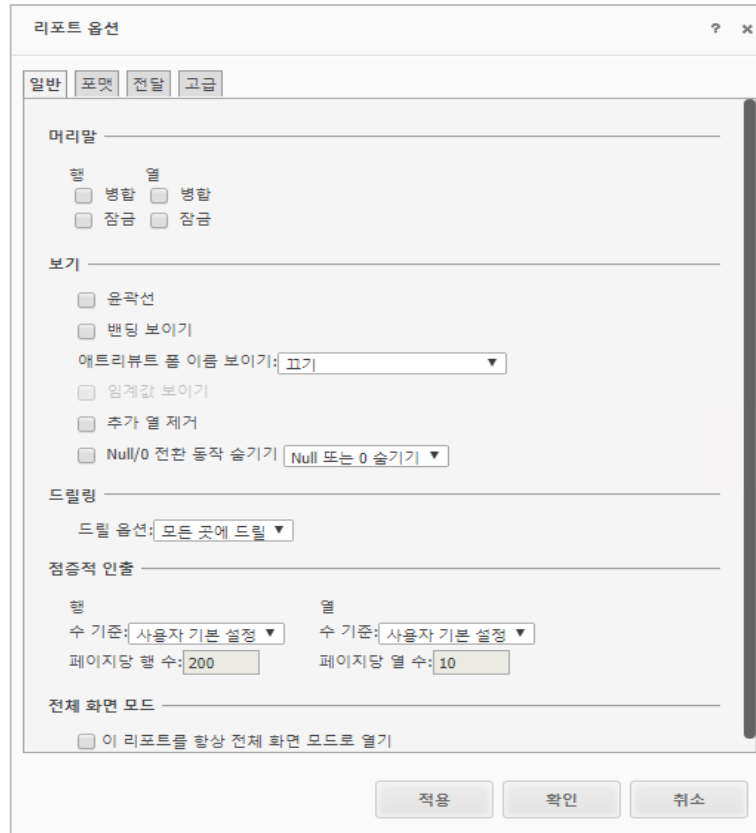 리포트 옵션 ? ×
일반 포맷 전달 고급
머리말
행 열
병합 병합
잠금 잠금
보기
윤곽선
밴딩 보이기
애트리뷰트 폼 이름 보이기: 끄기
임계값 보이기
추가 열 제거
Null/0 전환 동작 숨기기 Null 또는 0 숨기기
드릴링
드릴 옵션: 모든 곳에 드릴
점증적 인출
행 열
수 기준: 사용자 기본 설정 수 기준: 사용자 기본 설정
페이지당 행 수: 200 페이지당 열 수: 10
전체 화면 모드
이 리포트를 항상 전체 화면 모드로 열기
적용 확인 취소